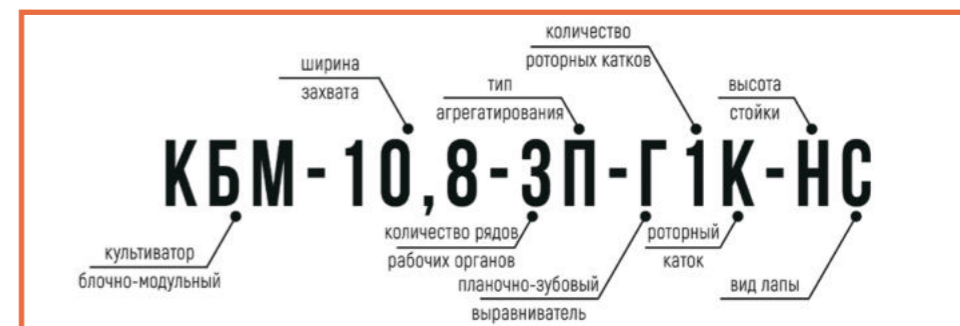 количество
роторных катков
ширина
захвата
тип
агрегатирования
высота
стойки
КБМ-10,8-3П-Г1К-НС
культиватор
блочно-модульный
количество рядов
рабочих органов
планочно-зубовый
выравниватель
роторный
каток
вид лапы